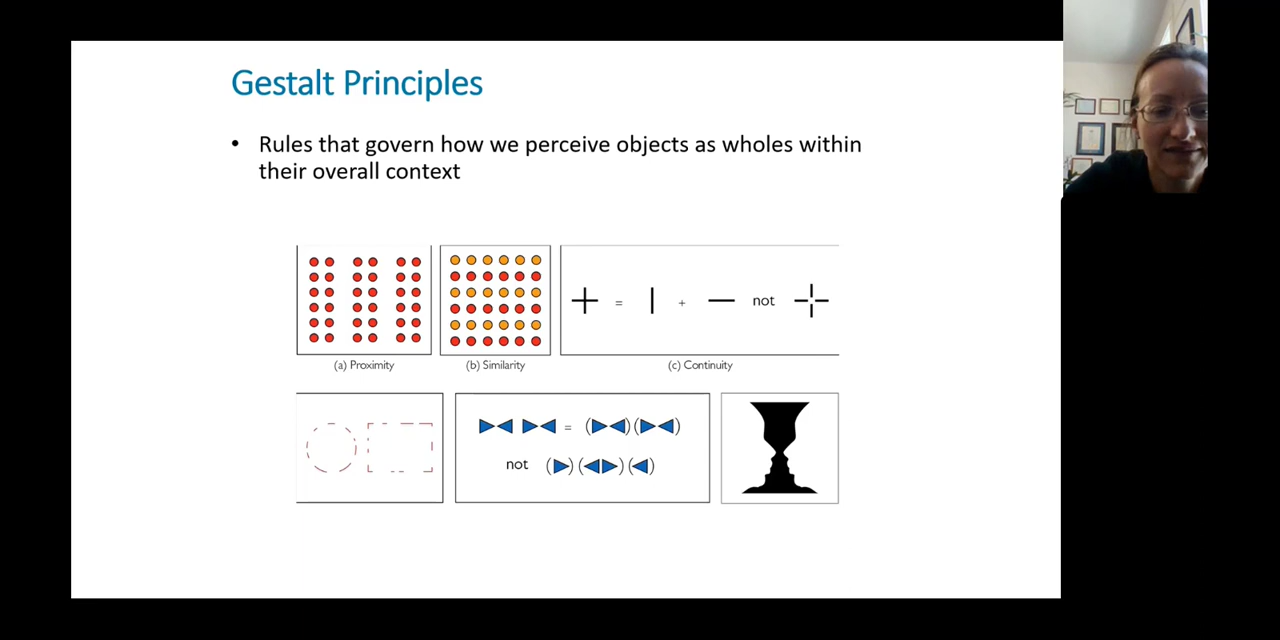 Gestalt Principles
• Rules that govern how we perceive objects as wholes within
their overall context
= + not
(a) Proximity (b) Similarity (c) Continuity
= ( ) ( )
not ( ) ( ) ( )